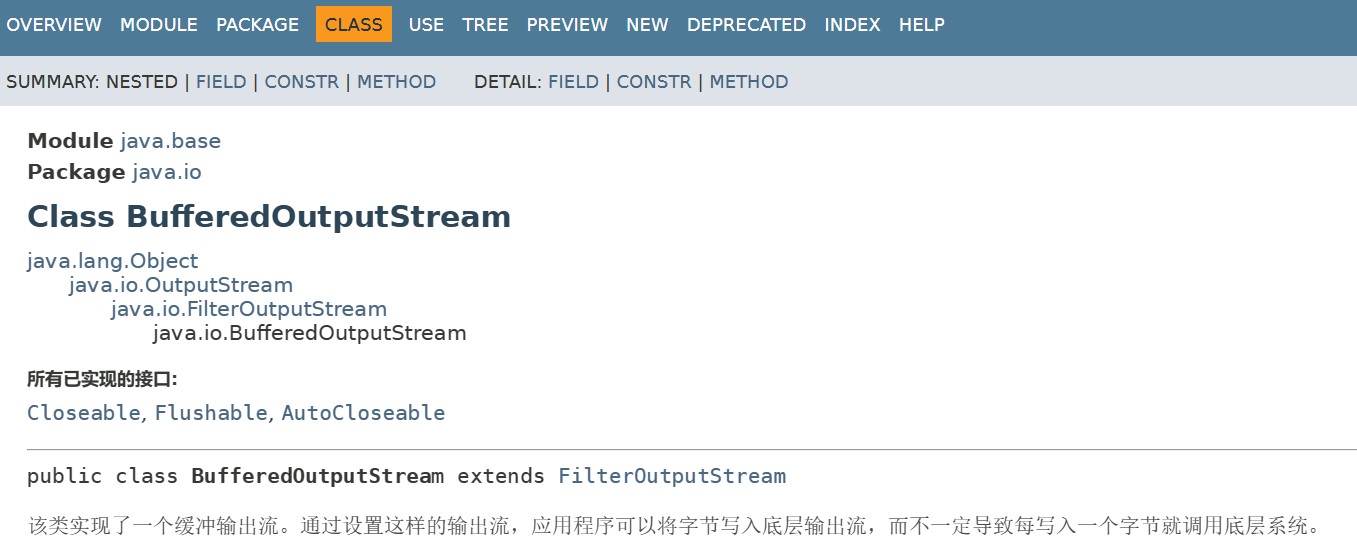 OVERVIEW MODULE PACKAGE CLASS USE TREE PREVIEW NEW DEPRECATED INDEX HELP
SUMMARY: NESTED | FIELD | CONSTR | METHOD DETAIL: FIELD | CONSTR | METHOD
Module java.base
Package java.io
Class BufferedOutputStream
java.lang.Object
java.io.OutputStream
java.io.FilterOutputStream
java.io.BufferedOutputStream
所有已实现的接口:
Closeable, Flushable, AutoCloseable
public class BufferedOutputStream extends FilterOutputStream
该类实现了一个缓冲输出流。通过设置这样的输出流，应用程序可以将字节写入底层输出流，而不一定导致每写入一个字节就调用底层系统。